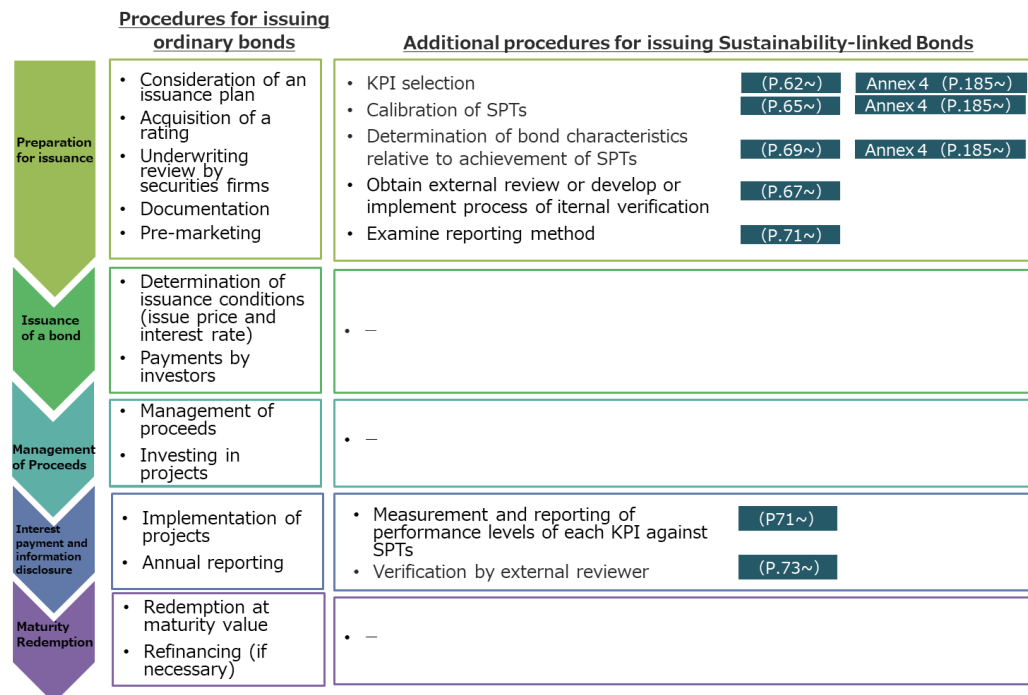 Procedures for issuing
ordinary bonds
Additional procedures for issuing Sustainability-linked Bonds
Preparation
for issuance
• Consideration of an
issuance plan
• Acquisition of a
rating
• Underwriting
review by
securities firms
• Documentation
• Pre-marketing
• KPI selection
(P.62~)
Annex 4 (P.185~)
• Calibration of SPTs
(P.65~)
Annex 4 (P.185~)
• Determination of bond characteristics
relative to achievement of SPTs
(P.69~)
Annex 4 (P.185~)
• Obtain external review or develop or
implement process of iternal verification
(P.67~)
• Examine reporting method
(P.71~)
Issuance
of a bond
• Determination of
issuance conditions
(issue price and
interest rate)
• Payments by
investors
• –
Management
of Proceeds
• Management of
proceeds
• Investing in
projects
• –
Interest
payment and
information
disclosure
• Implementation of
projects
• Annual reporting
• Measurement and reporting of
performance levels of each KPI against
SPTs
(P71~)
• Verification by external reviewer
(P.73~)
Maturity
Redemption
• Redemption at
maturity value
• Refinancing (if
necessary)
• –